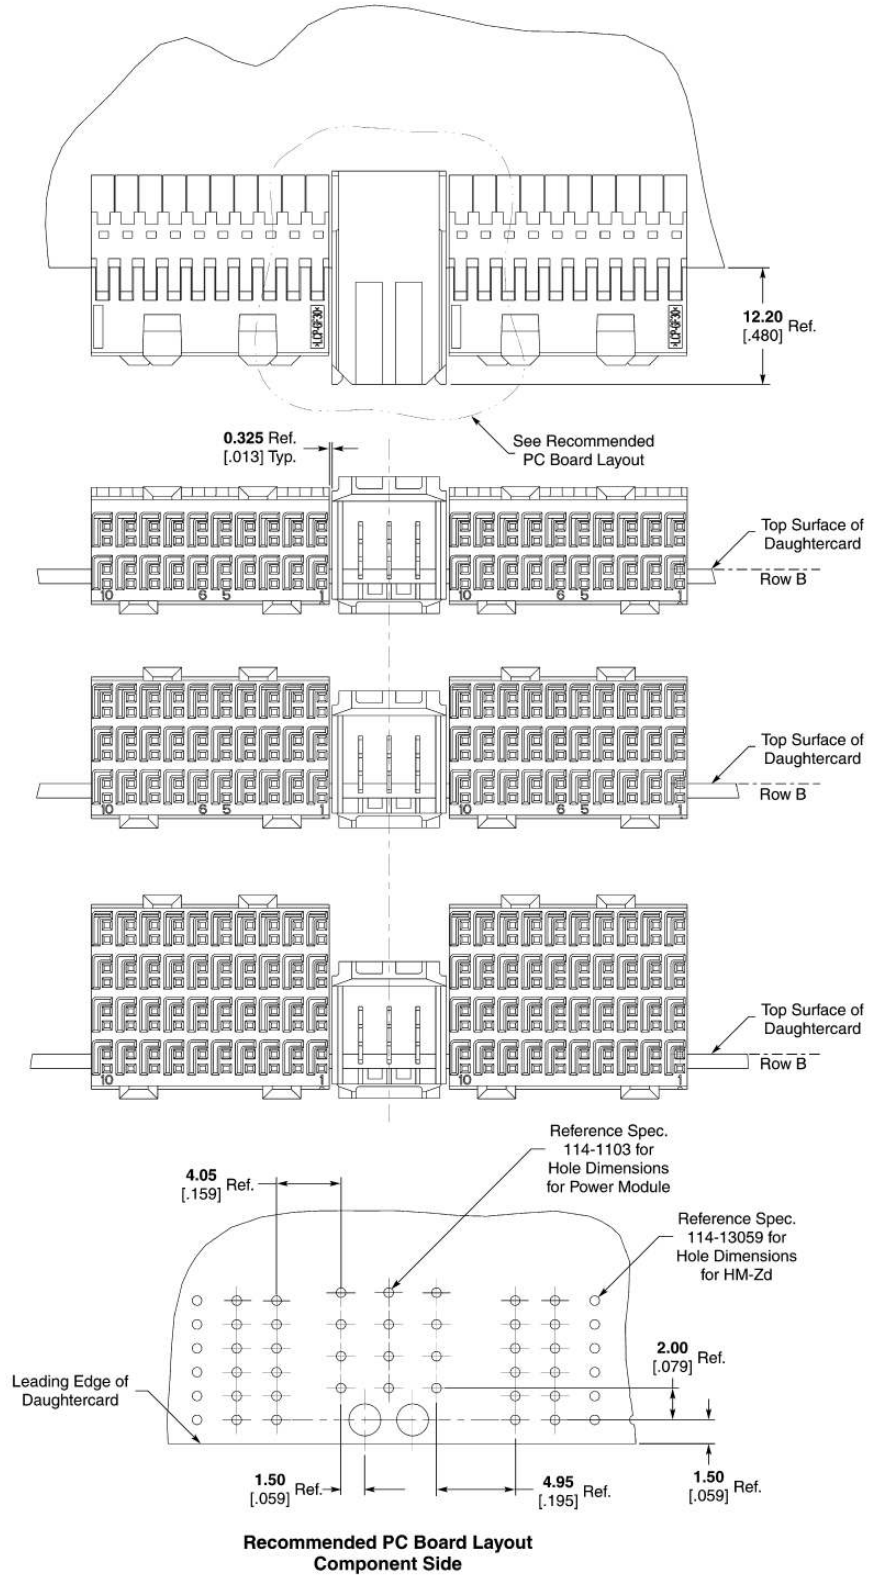 *LCP-GF30*
*LCP-GF30*
12.20
[.480] Ref.
0.325 Ref.
[.013] Typ.
See Recommended
PC Board Layout
Top Surface of
Daughtercard
Row B
10 6 5 1
10 6 5 1
Top Surface of
Daughtercard
Row B
10 6 5 1
10 6 5 1
Top Surface of
Daughtercard
Row B
10 1
10 1
Reference Spec.
114-1103 for
Hole Dimensions
for Power Module
4.05
[.159] Ref.
Reference Spec.
114-13059 for
Hole Dimensions
for HM-Zd
2.00
[.079] Ref.
Leading Edge of
Daughtercard
1.50
[.059] Ref.
4.95
[.195] Ref.
1.50
[.059] Ref.
Recommended PC Board Layout
Component Side